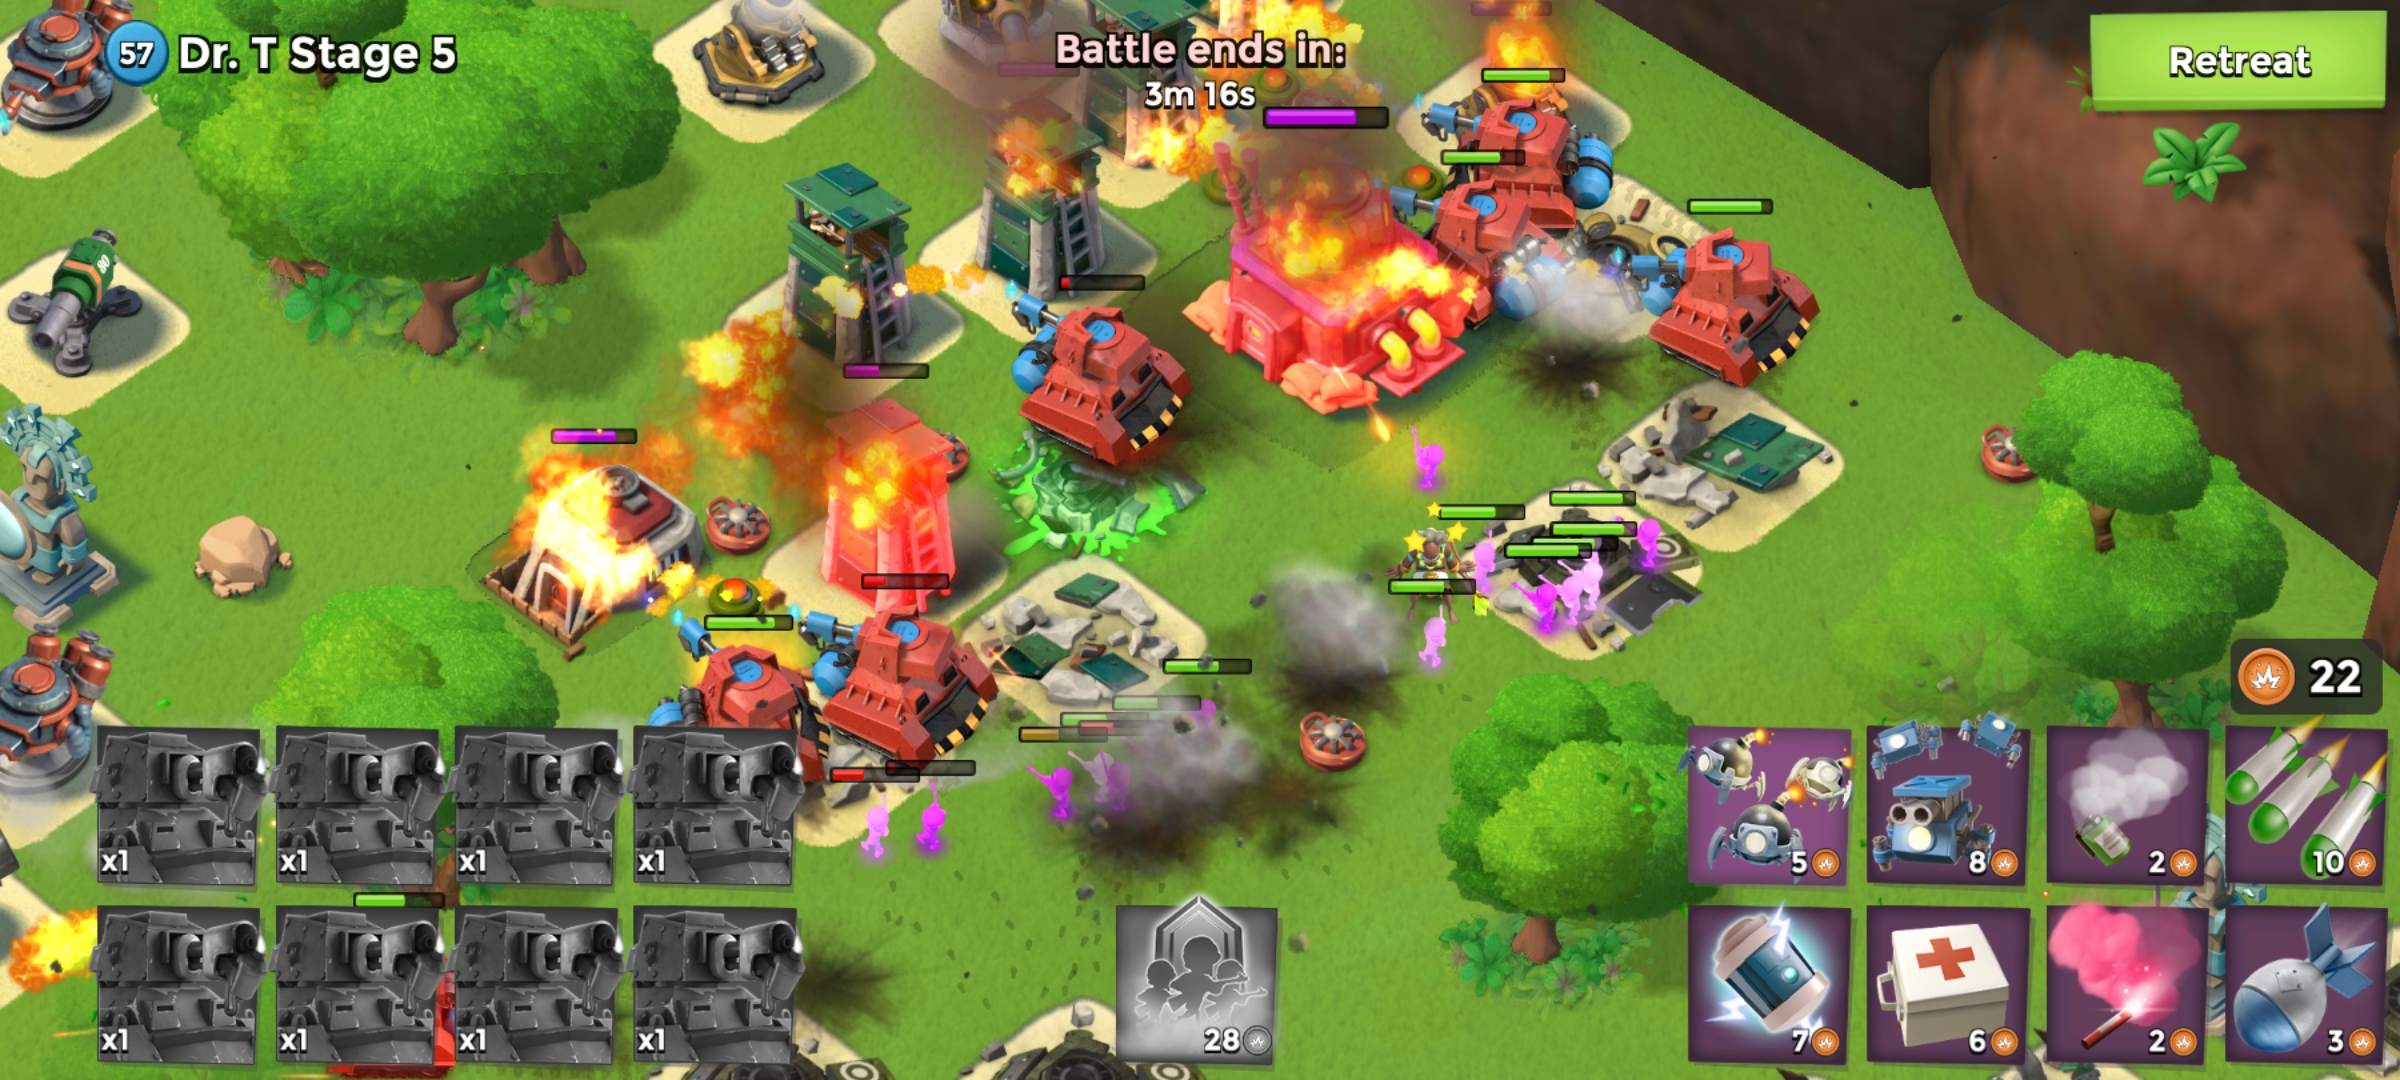 57 Dr. T Stage 5
Battle ends in:
3m 16s
Retreat
80
22
x1 x1 x1 x1
5 8 2 10
x1 x1 x1 x1
28
7 6 2 3